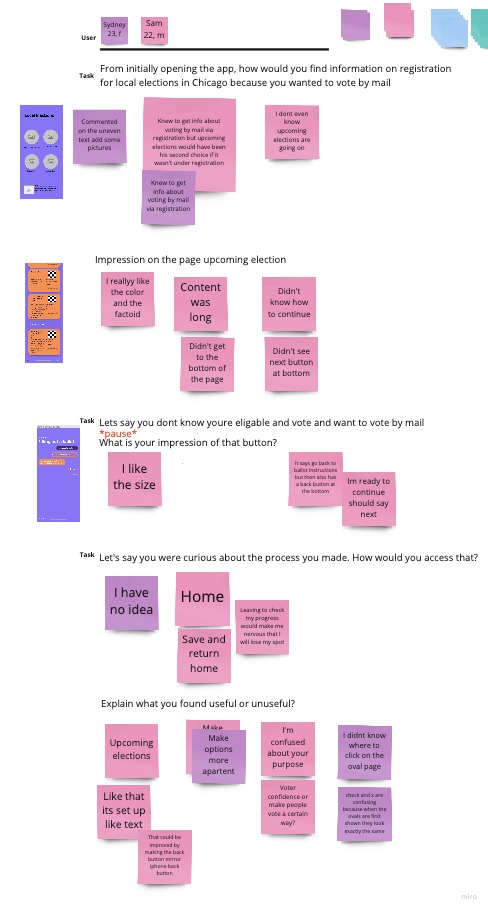 Sydney
23, f
Sam
22, m
User
Task
From initially opening the app, how would you find information on registration
for local elections in Chicago because you wanted to vote by mail
Local Elections
Commented
on the uneven
text add some
pictures
Knew to get info about
voting by mail via
registration but upcoming
elections would have been
his second choice if it
wasn't under registration
Knew to get
info about
voting by mail
via registration
I dont even
know
upcoming
elections are
going on
Impression on the page upcoming election
I reallyy like
the color
and the
factoid
Content
was
long
Didn't
know how
to continue
Didn't get
to the
bottom of
the page
Didn't see
next button
at bottom
Task
Lets say you dont know youre eligable and vote and want to vote by mail
*pause*
What is your impression of that button?
I like
the size
It says go back to
ballot instructions
but then also has
a back button at
the bottom
Im ready to
continue
should say
next
Task
Let's say you were curious about the process you made. How would you access that?
I have
no idea
Home
Leaving to check
my progress
would make me
nervous that I
will lose my spot
Save and
return
home
Explain what you found useful or unuseful?
Upcoming
elections
Make
Make
options
more
apartent
I'm
confused
about your
purpose
I didnt know
where to
click on the
oval page
Like that
its set up
like text
Voter
confidence or
make people
vote a certain
way?
check and x are
confusing
because when the
ovals are first
shown they look
exactly the same
That could be
improved by
making the back
button mirror
iphone back
button
miro